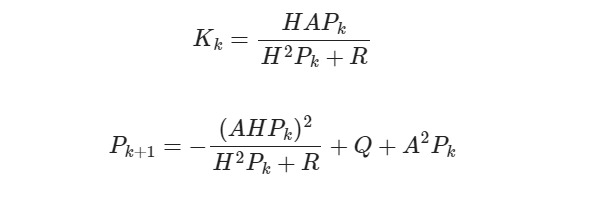 K_k = \frac{HAP_k}{H^2P_k + R}
P_{k+1} = -\frac{(AHP_k)^2}{H^2P_k + R} + Q + A^2P_k